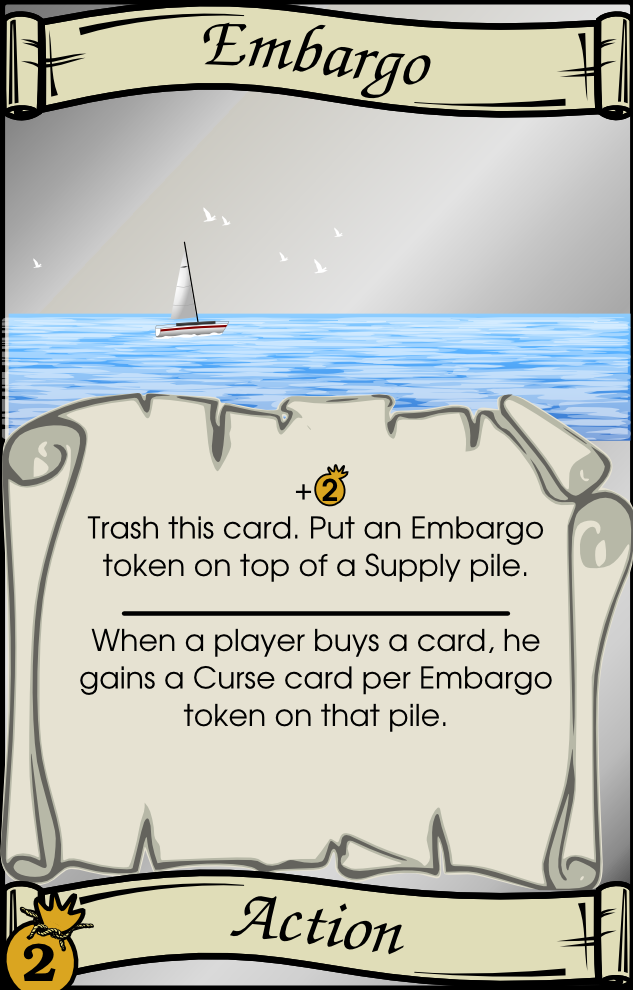 Embargo
+2
Trash this card. Put an Embargo
token on top of a Supply pile.
When a player buys a card, he
gains a Curse card per Embargo
token on that pile.
Action
2